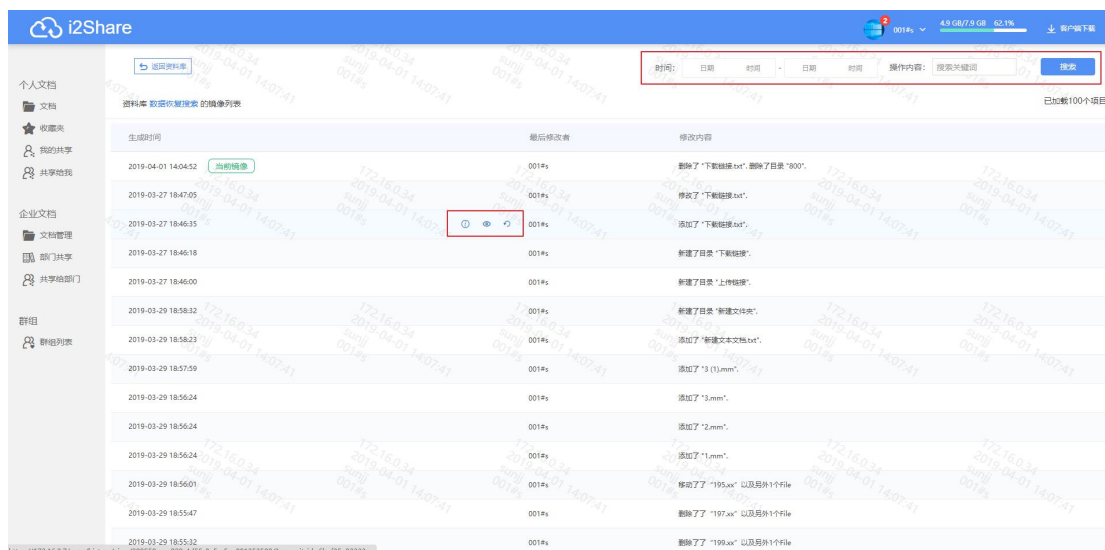 i2Share
2
001#s
4.9 GB/7.9 GB 62.1%
客户端下载
返回资料库
时间: 日期 时间 - 日期 时间 操作内容: 搜索关键词 搜索
个人文档
文档
收藏夹
我的共享
共享给我
企业文档
文档管理
部门共享
共享给部门
群组
群组列表
资料库 数据恢复搜索 的镜像列表
已加载100个项目
生成时间 最后修改者 修改内容
2019-04-01 14:04:52 当前镜像 001#s 删除了 "下载链接.txt". 删除了目录 "800".
2019-03-27 18:47:05 001#s 修改了 "下载链接.txt".
2019-03-27 18:46:35 001#s 添加了 "下载链接.txt".
2019-03-27 18:46:18 001#s 新建了目录 "下载链接".
2019-03-27 18:46:00 001#s 新建了目录 "上传链接".
2019-03-29 18:58:32 001#s 新建了目录 "新建文件夹".
2019-03-29 18:58:23 001#s 添加了 "新建文本文档.txt".
2019-03-29 18:57:59 001#s 添加了 "3 (1).mm".
2019-03-29 18:56:24 001#s 添加了 "3.mm".
2019-03-29 18:56:24 001#s 添加了 "2.mm".
2019-03-29 18:56:24 001#s 添加了 "1.mm".
2019-03-29 18:56:01 001#s 移动了了 "195.xx" 以及另外1个File
2019-03-29 18:55:47 001#s 删除了了 "197.xx" 以及另外1个File
2019-03-29 18:55:32 001#s 删除了了 "199.xx" 以及另外1个File
172.16.0.34
2019-04-01 14:07:41
sunji
001#s